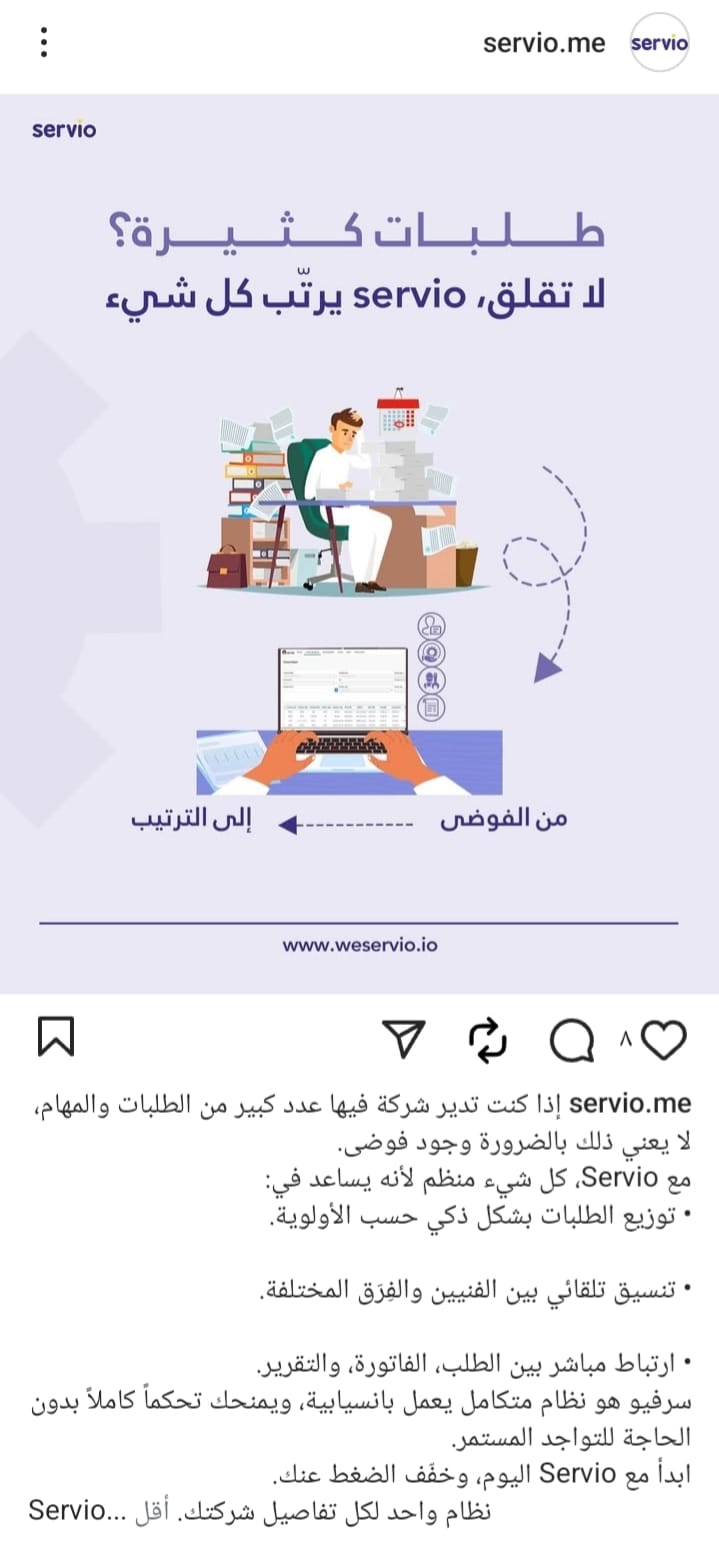 servio.me
servio
servio
طلبات كثيرة؟
لا تقلق، servio يرتّب كل شيء
من الفوضى
إلى الترتيب
www.weservio.io
٨
servio.me إذا كنت تدير شركة فيها عدد كبير من الطلبات والمهام،
لا يعني ذلك بالضرورة وجود فوضى.
مع Servio، كل شيء منظم لأنه يساعد في:
• توزيع الطلبات بشكل ذكي حسب الأولوية.
• تنسيق تلقائي بين الفنيين والفِرَق المختلفة.
• ارتباط مباشر بين الطلب، الفاتورة، والتقرير.
سرفيو هو نظام متكامل يعمل بانسيابية، ويمنحك تحكماً كاملاً بدون
الحاجة للتواجد المستمر.
ابدأ مع Servio اليوم، وخفّف الضغط عنك.
Servio... نظام واحد لكل تفاصيل شركتك. أقل